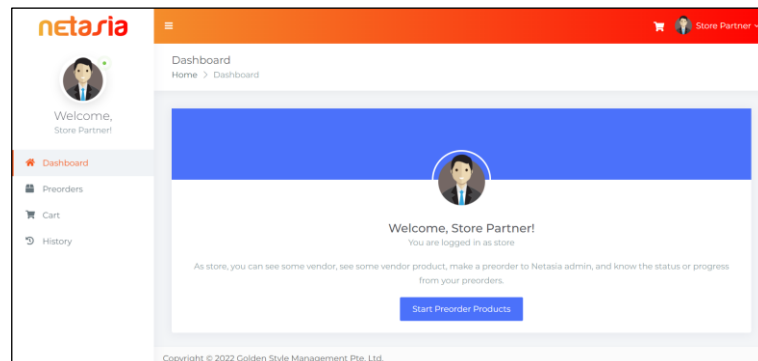 netasia
Store Partner
Dashboard
Home > Dashboard
Welcome,
Store Partner!
Dashboard
Preorders
Cart
History
Welcome, Store Partner!
You are logged in as store
As store, you can see some vendor, see some vendor product, make a preorder to Netasia admin, and know the status or progress
from your preorders.
Start Preorder Products
Copyright © 2022 Golden Style Management Pte. Ltd.